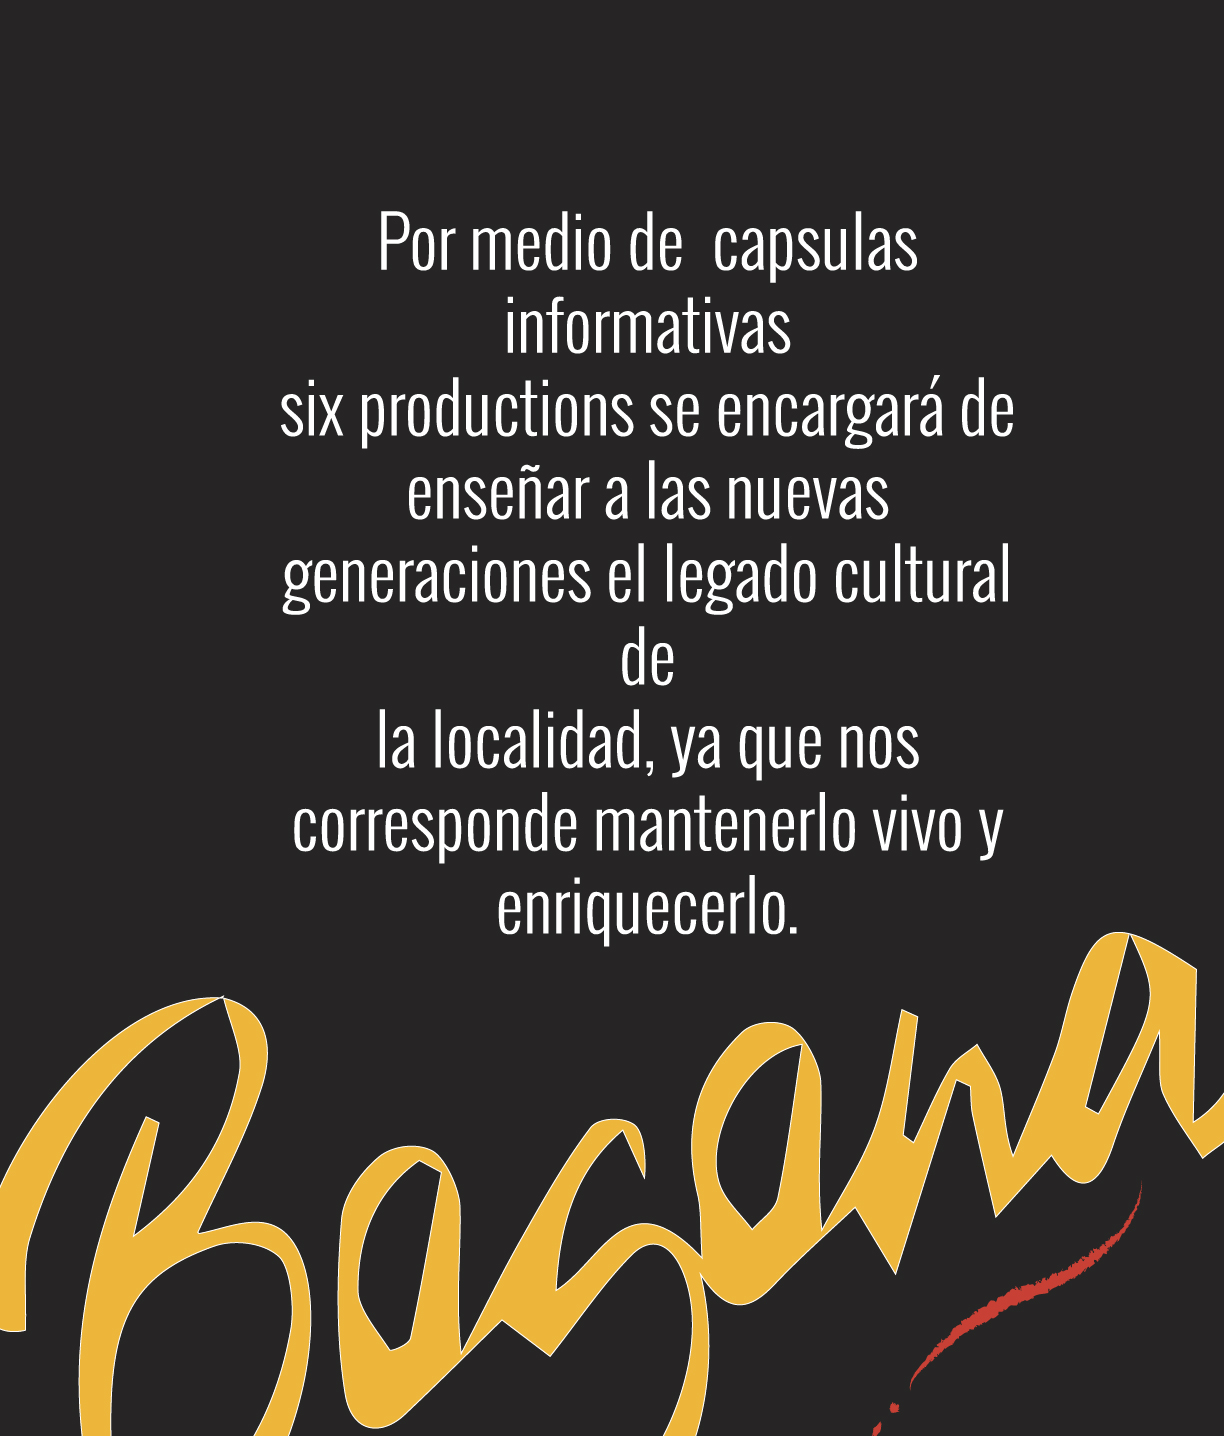 Por medio de  capsulas
informativas
six productions se encargará de
enseñar a las nuevas
generaciones el legado cultural
de
la localidad, ya que nos
corresponde mantenerlo vivo y
enriquecerlo.
Bagana